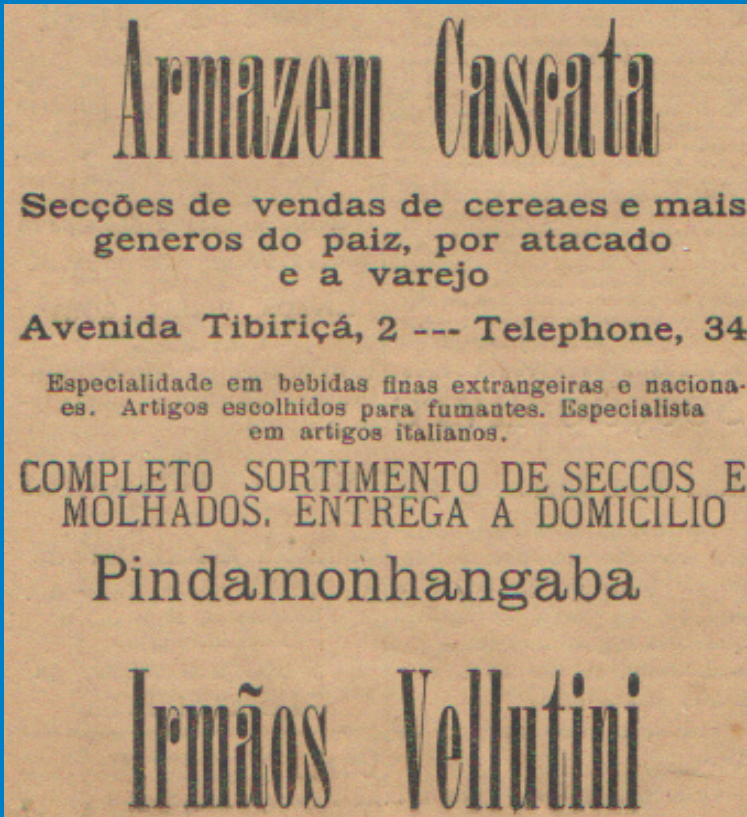 Armazem Cascata
Secções de vendas de cereaes e mais
generos do paiz, por atacado
e a varejo
Avenida Tibiriçá, 2 --- Telephone, 34
Especialidade em bebidas finas extrangeiras e naciona-
es. Artigos escolhidos para fumantes. Especialista
em artigos italianos.
COMPLETO SORTIMENTO DE SECCOS E
MOLHADOS. ENTREGA A DOMICILIO
Pindamonhangaba
Irmãos Vellutini